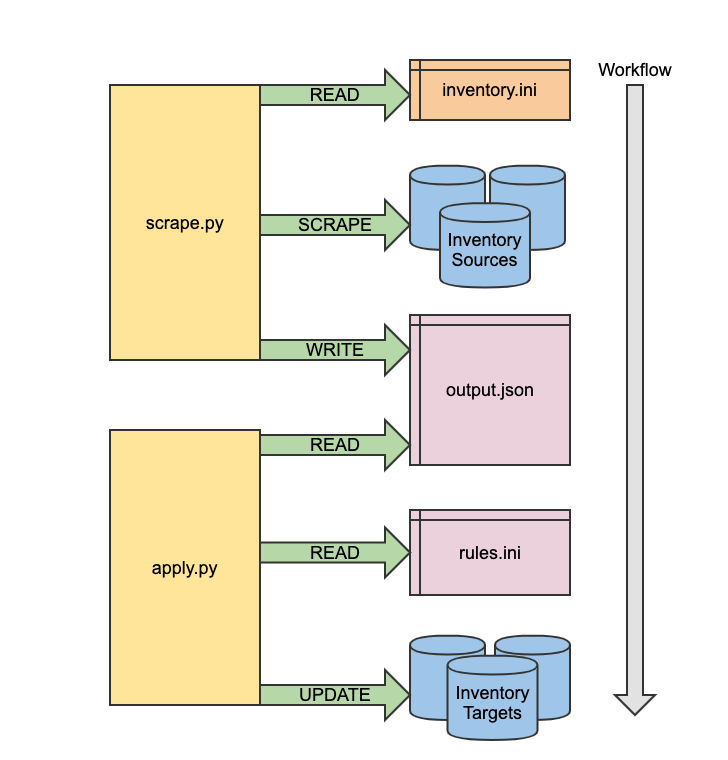 Workflow
READ
inventory.ini
scrape.py
SCRAPE
Inventory
Sources
WRITE
output.json
READ
READ
rules.ini
apply.py
UPDATE
Inventory
Targets